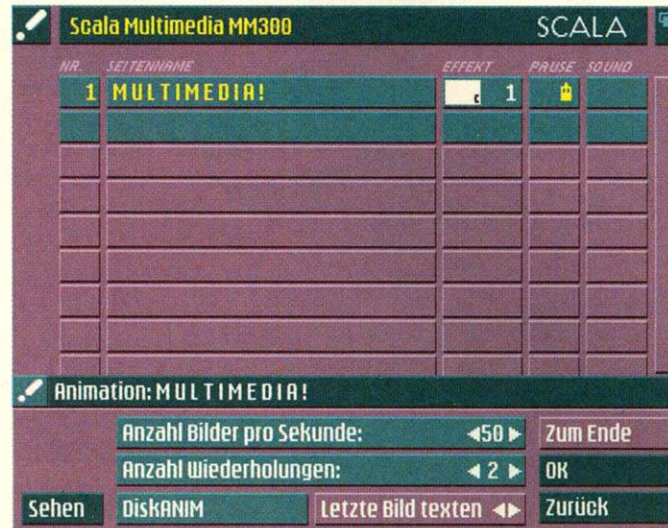 Scala Multimedia MM300 SCALA
NR. SEITENNAME EFFEKT PAUSE SOUND
1 MULTIMEDIA! 1
Animation: MULTIMEDIA!
Anzahl Bilder pro Sekunde: 50 Zum Ende
Anzahl Wiederholungen: 2 OK
Sehen DiskANIM Letzte Bild texten Zurück